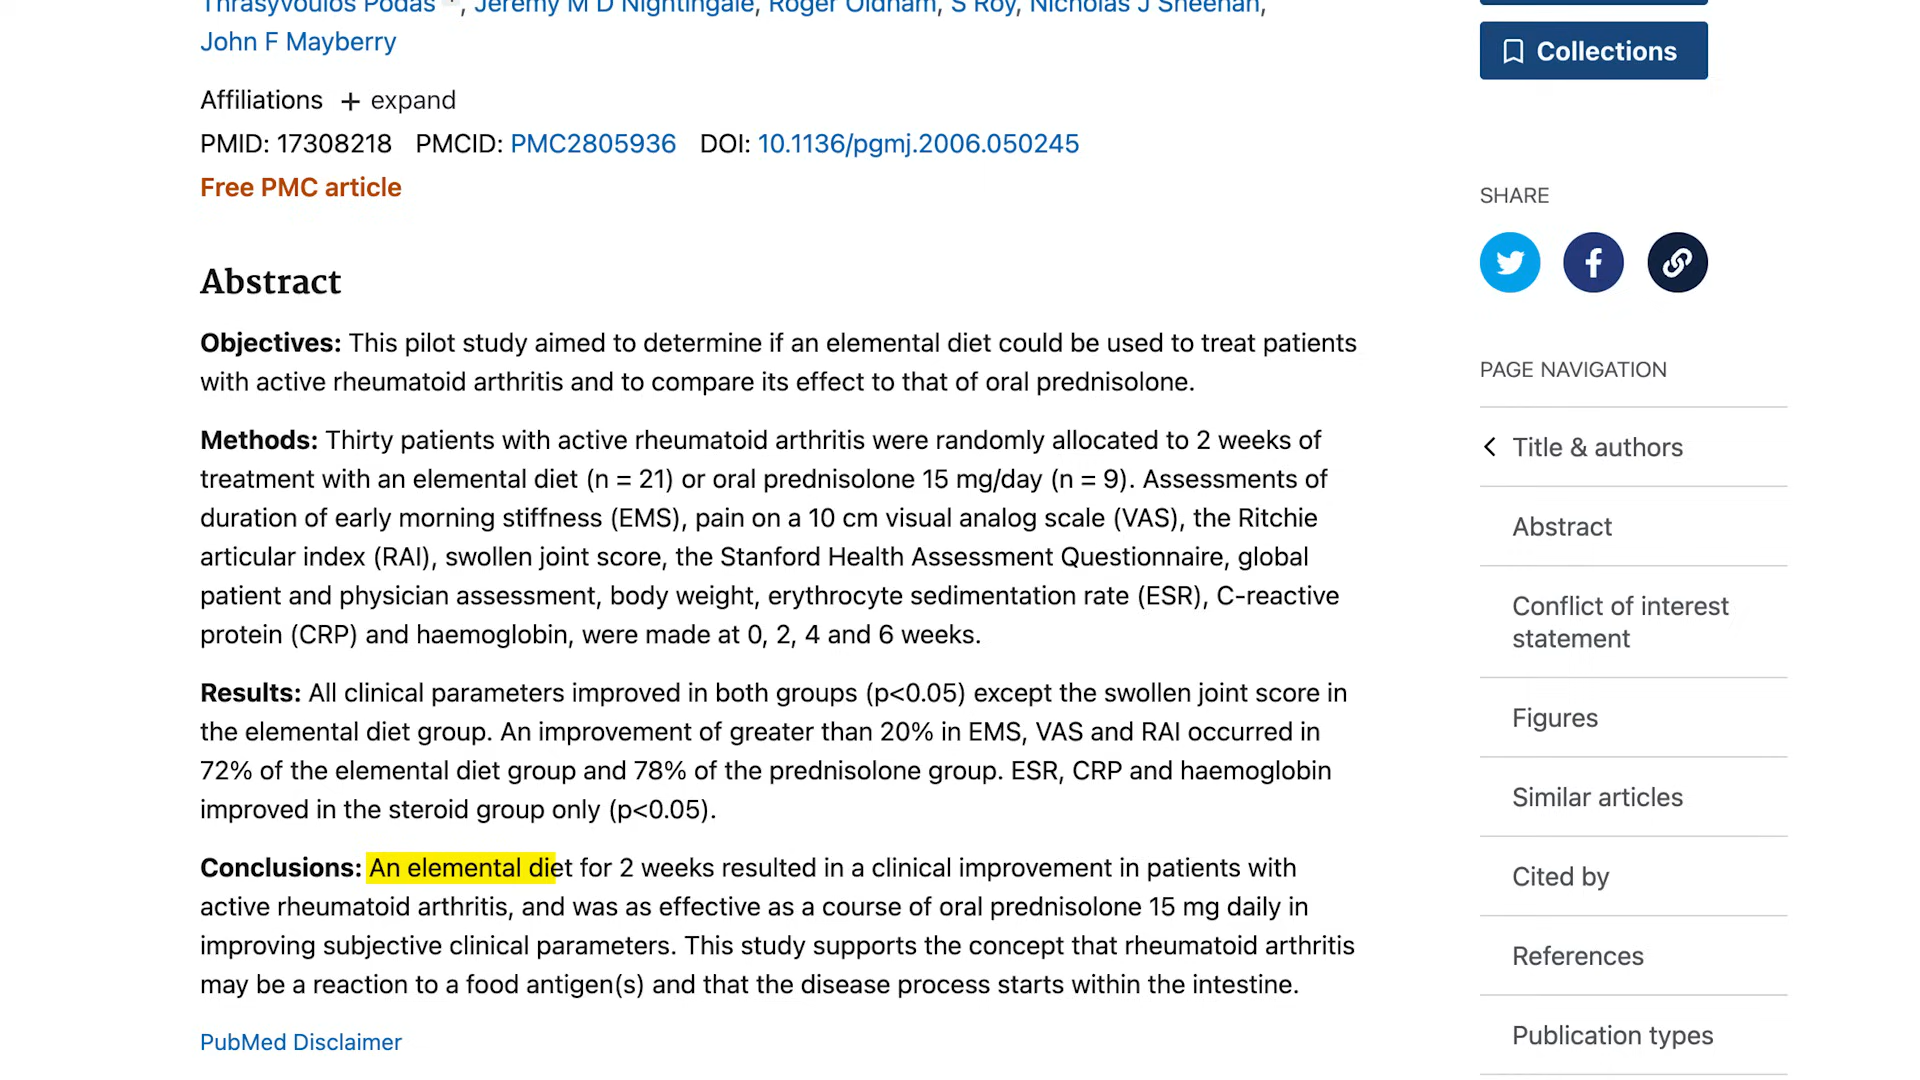 Thrasyvoulos Podas, Jeremy M D Nightingale, Roger Oldham, S Roy, Nicholas J Sheehan,
John F Mayberry
Affiliations + expand
PMID: 17308218 PMCID: PMC2805936 DOI: 10.1136/pgmj.2006.050245
Free PMC article
Abstract
Objectives: This pilot study aimed to determine if an elemental diet could be used to treat patients
with active rheumatoid arthritis and to compare its effect to that of oral prednisolone.
Methods: Thirty patients with active rheumatoid arthritis were randomly allocated to 2 weeks of
treatment with an elemental diet (n = 21) or oral prednisolone 15 mg/day (n = 9). Assessments of
duration of early morning stiffness (EMS), pain on a 10 cm visual analog scale (VAS), the Ritchie
articular index (RAI), swollen joint score, the Stanford Health Assessment Questionnaire, global
patient and physician assessment, body weight, erythrocyte sedimentation rate (ESR), C-reactive
protein (CRP) and haemoglobin, were made at 0, 2, 4 and 6 weeks.
Results: All clinical parameters improved in both groups (p<0.05) except the swollen joint score in
the elemental diet group. An improvement of greater than 20% in EMS, VAS and RAI occurred in
72% of the elemental diet group and 78% of the prednisolone group. ESR, CRP and haemoglobin
improved in the steroid group only (p<0.05).
Conclusions: An elemental diet for 2 weeks resulted in a clinical improvement in patients with
active rheumatoid arthritis, and was as effective as a course of oral prednisolone 15 mg daily in
improving subjective clinical parameters. This study supports the concept that rheumatoid arthritis
may be a reaction to a food antigen(s) and that the disease process starts within the intestine.
PubMed Disclaimer
Collections
SHARE
PAGE NAVIGATION
Title & authors
Abstract
Conflict of interest
statement
Figures
Similar articles
Cited by
References
Publication types